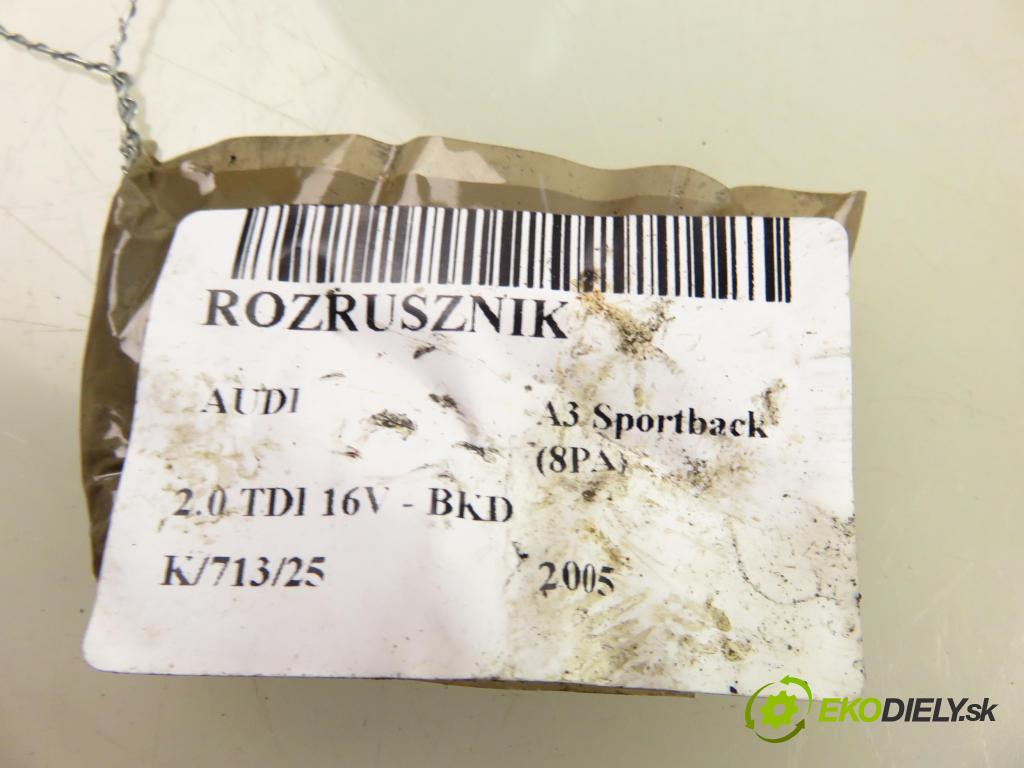 ROZRUSZNIK
AUDI
A3 Sportback
(8PA)
2.0 TDI 16V - BKD
K/713/25
2005
EKODIELY.sk